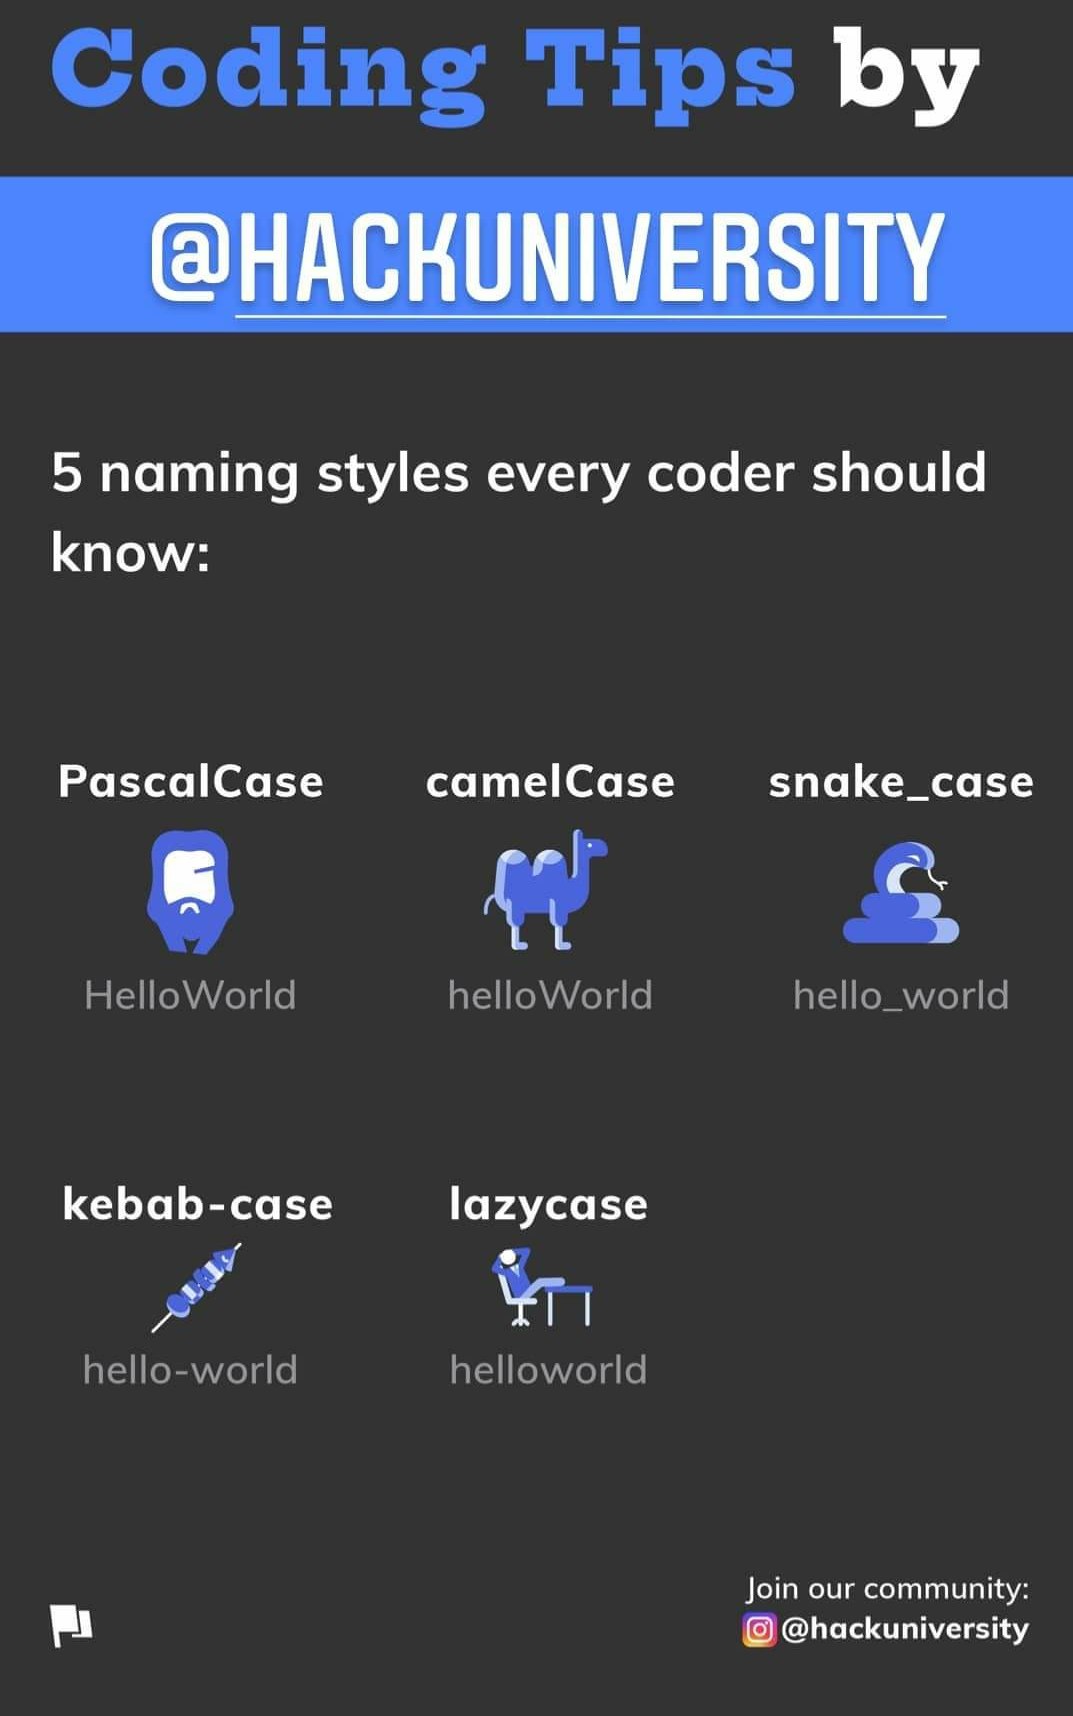 Coding Tips by
@HACKUNIVERSITY
5 naming styles every coder should
know:
PascalCase
camelCase
snake_case
HelloWorld
helloWorld
hello_world
kebab-case
lazycase
hello-world
helloworld
Join our community:
@hackuniversity